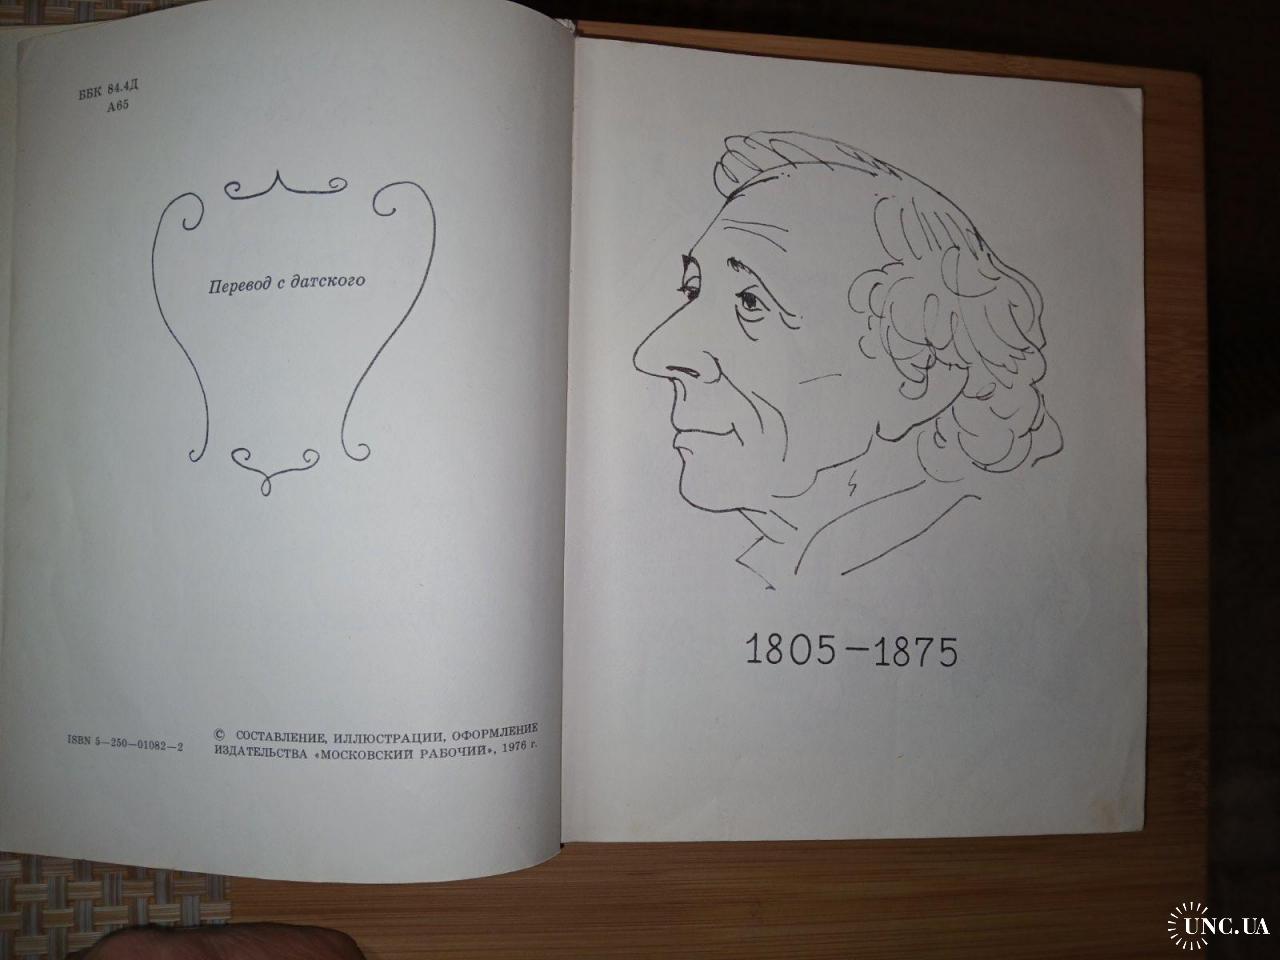 ББК 84.4Д
А65
Перевод с датского
ISBN 5—250—01082—2
© СОСТАВЛЕНИЕ, ИЛЛЮСТРАЦИИ, ОФОРМЛЕНИЕ
ИЗДАТЕЛЬСТВА «МОСКОВСКИЙ РАБОЧИЙ», 1976 г.
1805—1875
UNC.UA